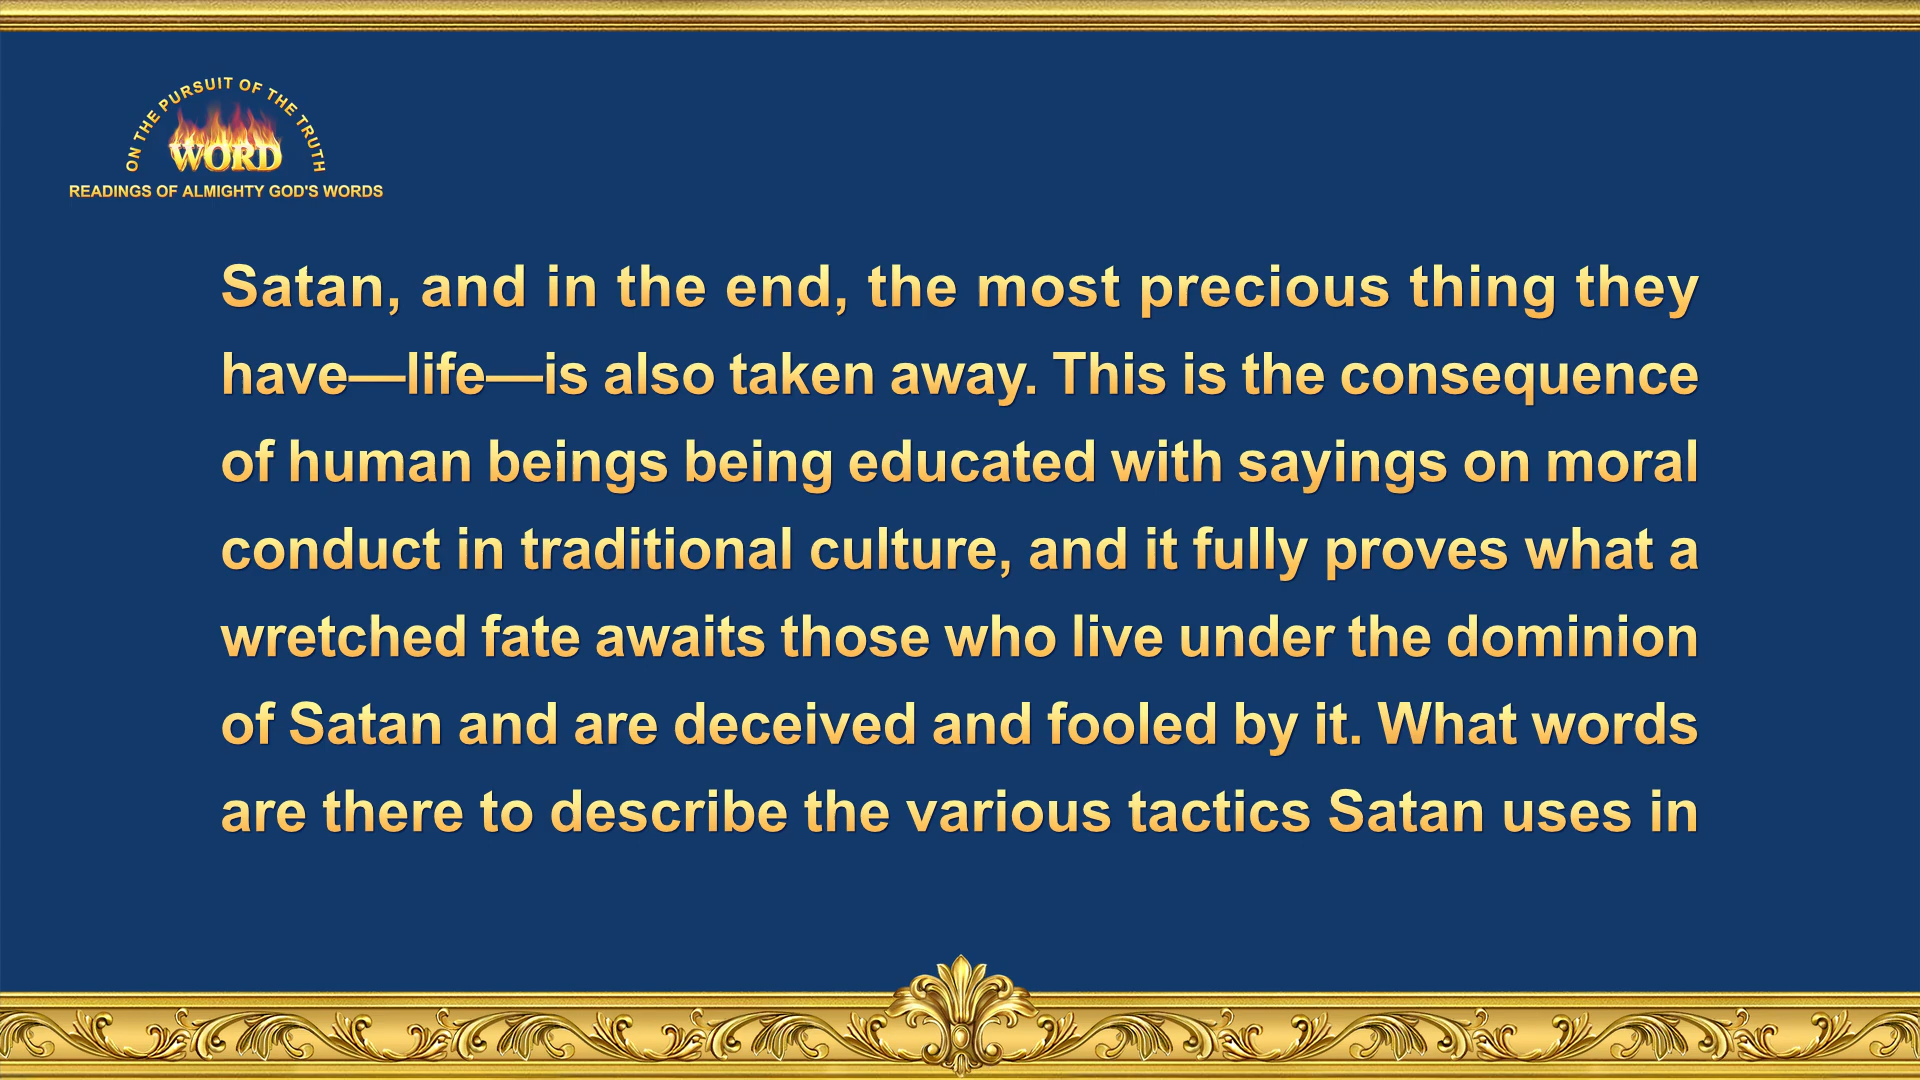 ON THE PURSUIT OF THE TRUTH
WORD
READINGS OF ALMIGHTY GOD'S WORDS
Satan, and in the end, the most precious thing they
have—life—is also taken away. This is the consequence
of human beings being educated with sayings on moral
conduct in traditional culture, and it fully proves what a
wretched fate awaits those who live under the dominion
of Satan and are deceived and fooled by it. What words
are there to describe the various tactics Satan uses in